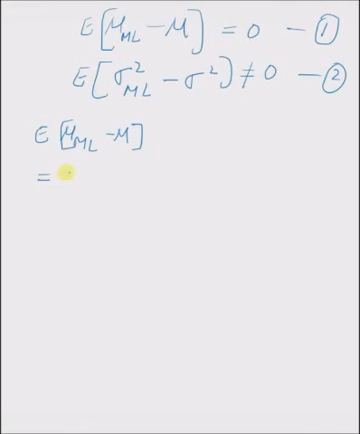 E[μ_ML − μ] = 0 — ①
E[σ²_ML − σ²] ≠ 0 — ②
E[μ_ML − μ]
=